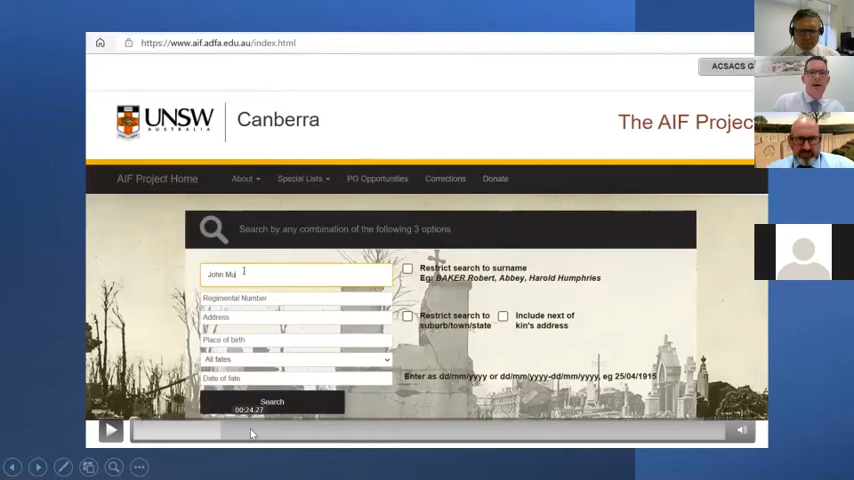 https://www.aif.adfa.edu.au/index.html
ACSACS G
UNSW
AUSTRALIA
Canberra
The AIF Projec
AIF Project Home
About
Special Lists
PG Opportunities
Corrections
Donate
Search by any combination of the following 3 options
John Mu
Restrict search to surname
Eg: BAKER Robert, Abbey, Harold Humphries
Regimental Number
Address
Restrict search to suburb/town/state
Include next of kin's address
Place of birth
All fates
Date of fate
Enter as dd/mm/yyyy or dd/mm/yyyy-dd/mm/yyyy, eg 25/04/1915
Search
00:24.27